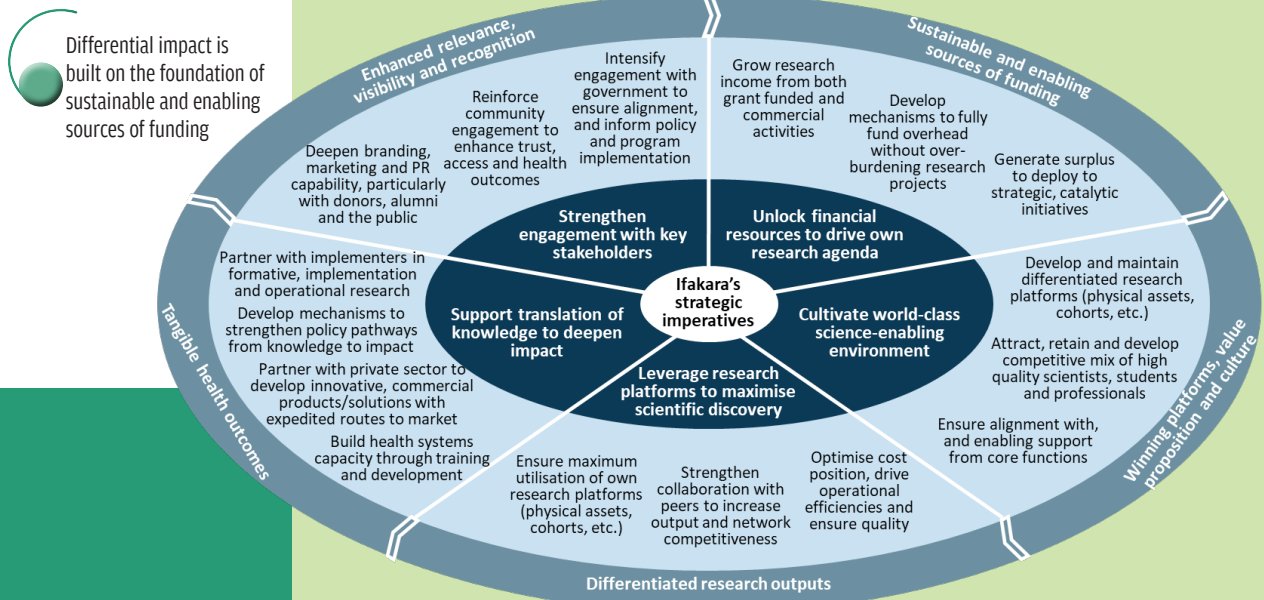 Differential impact is
built on the foundation of
sustainable and enabling
sources of funding
Enhanced relevance,
visibility and recognition
Deepen branding,
marketing and PR
capability, particularly
with donors, alumni
and the public
Reinforce
community
engagement to
enhance trust,
access and health
outcomes
Intensify
engagement with
government to
ensure alignment,
and inform policy
and program
implementation
Strengthen
engagement with key
stakeholders
Sustainable and enabling
sources of funding
Grow research
income from both
grant funded and
commercial
activities
Develop
mechanisms to fully
fund overhead
without over-
burdening research
projects
Generate surplus
to deploy to
strategic, catalytic
initiatives
Unlock financial
resources to drive own
research agenda
Ifakara's
strategic
imperatives
Cultivate world-class
science-enabling
environment
Develop and maintain
differentiated research
platforms (physical assets,
cohorts, etc.)
Attract, retain and develop
competitive mix of high
quality scientists, students
and professionals
Ensure alignment with,
and enabling support
from core functions
Winning platforms, value
proposition and culture
Leverage research
platforms to maximise
scientific discovery
Ensure maximum
utilisation of own
research platforms
(physical assets,
cohorts, etc.)
Strengthen
collaboration with
peers to increase
output and network
competitiveness
Optimise cost
position, drive
operational
efficiencies and
ensure quality
Differentiated research outputs
Support translation of
knowledge to deepen
impact
Partner with implementers in
formative, implementation
and operational research
Develop mechanisms to
strengthen policy pathways
from knowledge to impact
Partner with private sector to
develop innovative, commercial
products/solutions with
expedited routes to market
Build health systems
capacity through training
and development
Tangible health outcomes